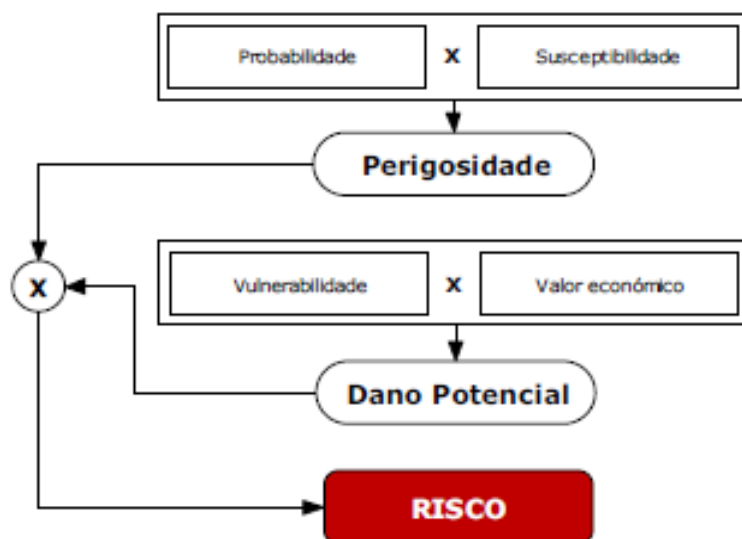 Probabilidade X Susceptibilidade
Perigosidade
X
Vulnerabilidade X Valor económico
Dano Potencial
RISCO